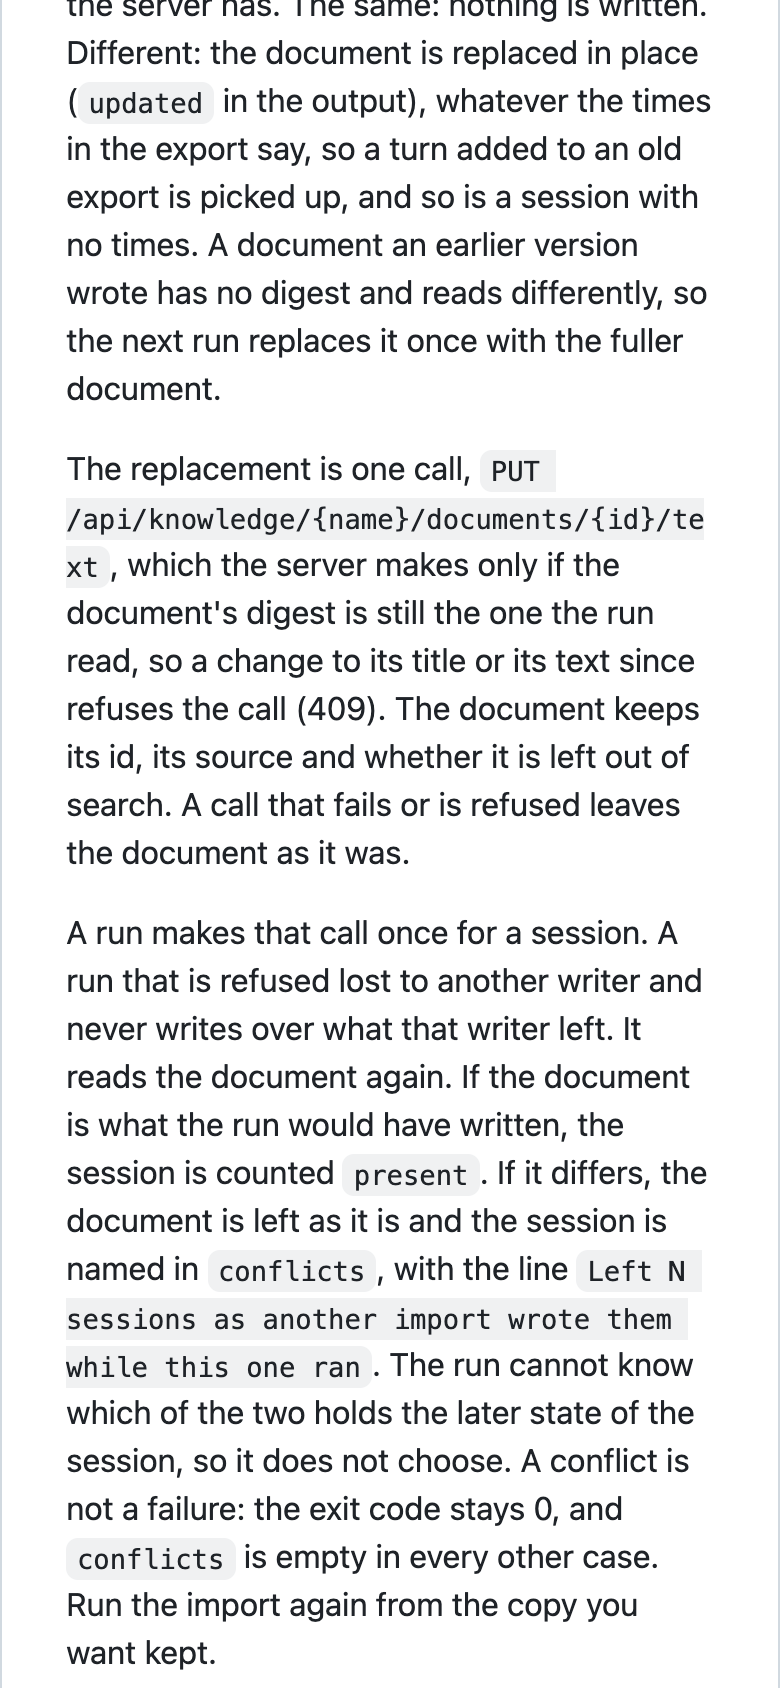 the server has. The same: nothing is written.
Different: the document is replaced in place
(updated in the output), whatever the times
in the export say, so a turn added to an old
export is picked up, and so is a session with
no times. A document an earlier version
wrote has no digest and reads differently, so
the next run replaces it once with the fuller
document.
The replacement is one call, PUT
/api/knowledge/{name}/documents/{id}/te
xt, which the server makes only if the
document's digest is still the one the run
read, so a change to its title or its text since
refuses the call (409). The document keeps
its id, its source and whether it is left out of
search. A call that fails or is refused leaves
the document as it was.
A run makes that call once for a session. A
run that is refused lost to another writer and
never writes over what that writer left. It
reads the document again. If the document
is what the run would have written, the
session is counted present. If it differs, the
document is left as it is and the session is
named in conflicts, with the line Left N
sessions as another import wrote them
while this one ran. The run cannot know
which of the two holds the later state of the
session, so it does not choose. A conflict is
not a failure: the exit code stays 0, and
conflicts is empty in every other case.
Run the import again from the copy you
want kept.